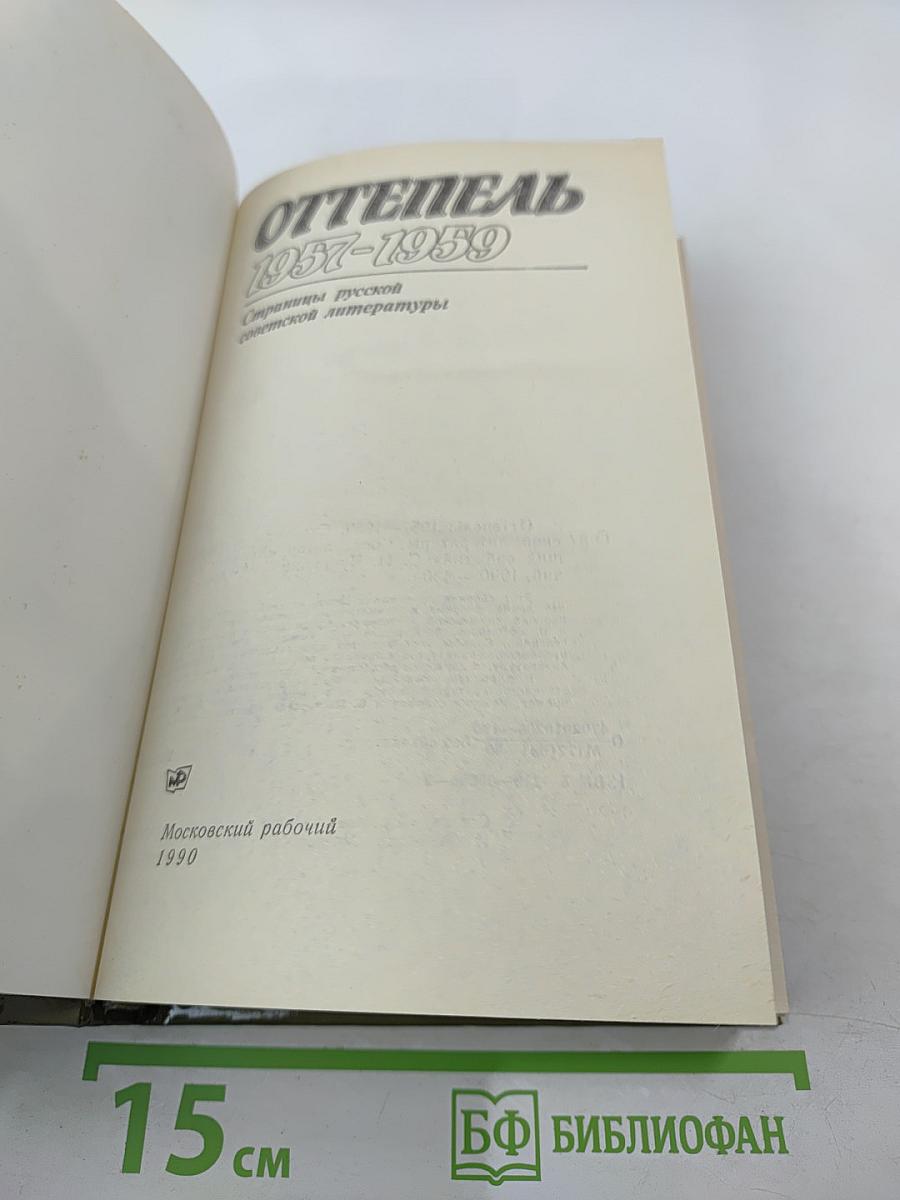 ОТТЕПЕЛЬ
1957-1959
Страницы русской
советской литературы
МР
Московский рабочий
1990
15 см
БФ БИБЛИОФАН